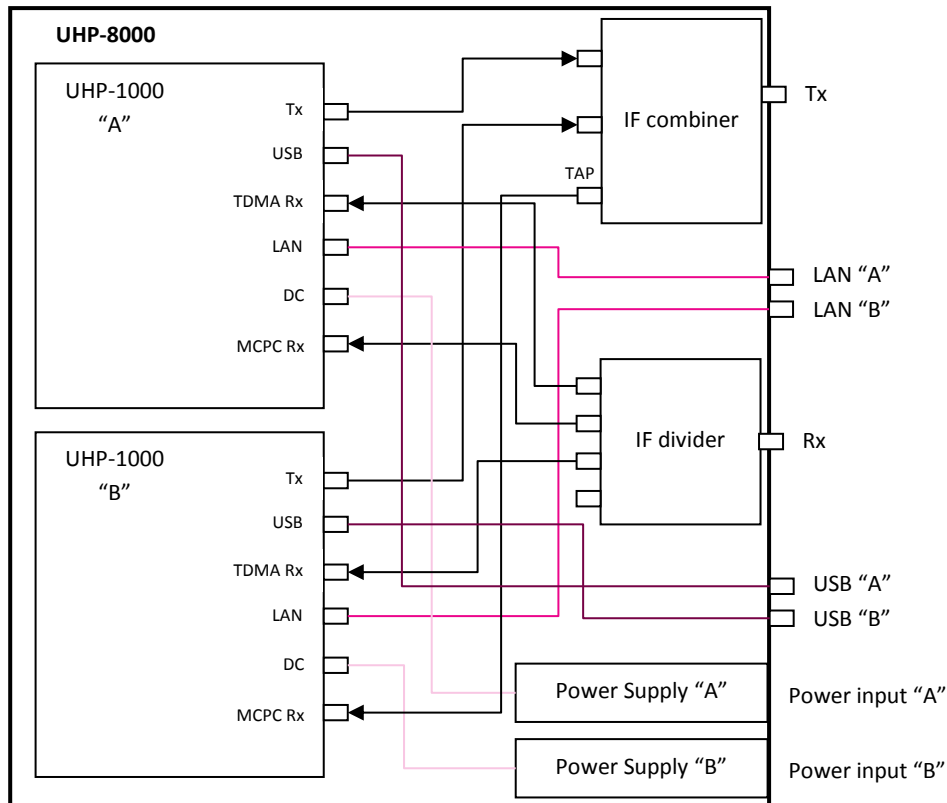 UHP-8000
UHP-1000
“A”
Tx
USB
TDMA Rx
LAN
DC
MCPC Rx
UHP-1000
“B”
Tx
USB
TDMA Rx
LAN
DC
MCPC Rx
IF combiner
TAP
Tx
LAN “A”
LAN “B”
IF divider
Rx
USB “A”
USB “B”
Power Supply “A”
Power input “A”
Power Supply “B”
Power input “B”